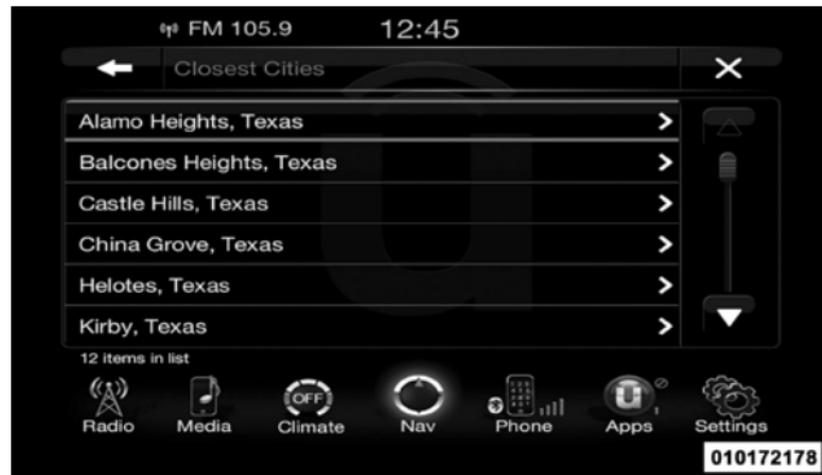 FM 105.9 12:45
Closest Cities
Alamo Heights, Texas
Balcones Heights, Texas
Castle Hills, Texas
China Grove, Texas
Helotes, Texas
Kirby, Texas
12 items in list
OFF
Radio Media Climate Nav Phone Apps Settings
010172178